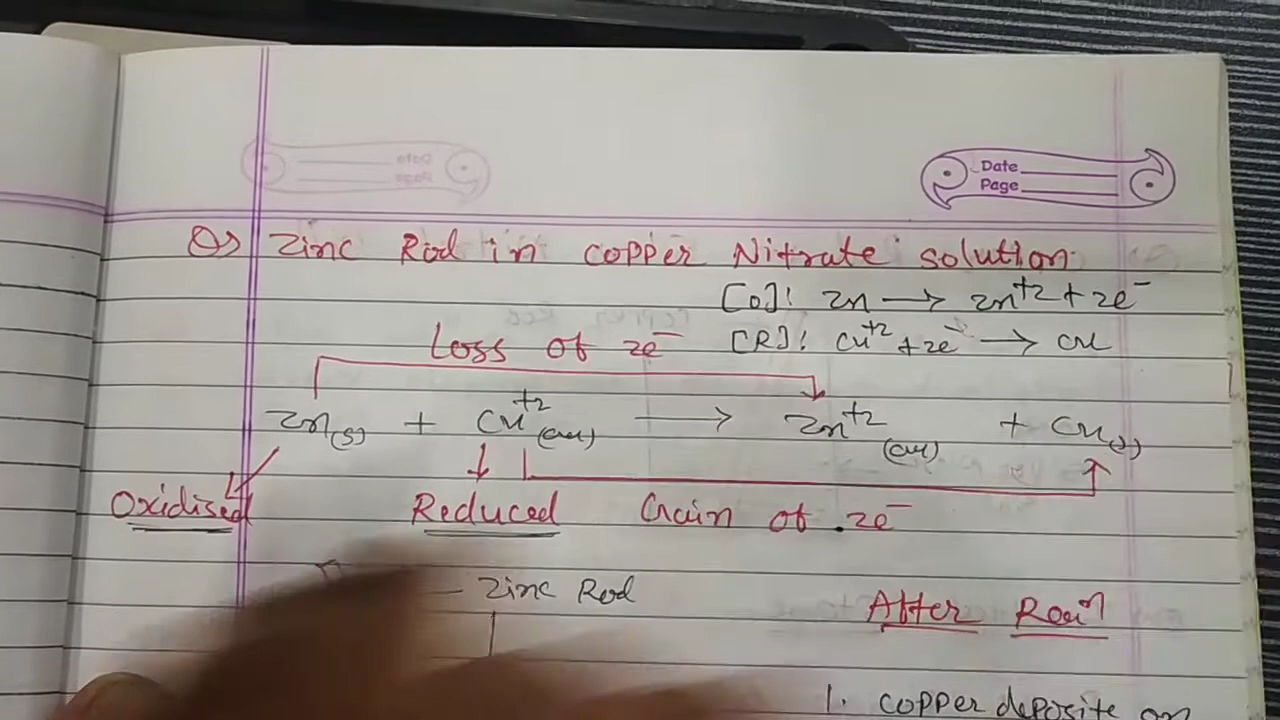 Date
Page
Q> Zinc Rod in copper Nitrate solution.
[O]: Zn → Zn+2 + 2e-
Loss of 2e- [R]: Cu+2 + 2e- → Cu
Zn(s) + Cu+2(aq) → Zn+2(aq) + Cu(s)
Oxidised Reduced Gain of 2e-
Zinc Rod
After Rea^n
1. copper deposite on